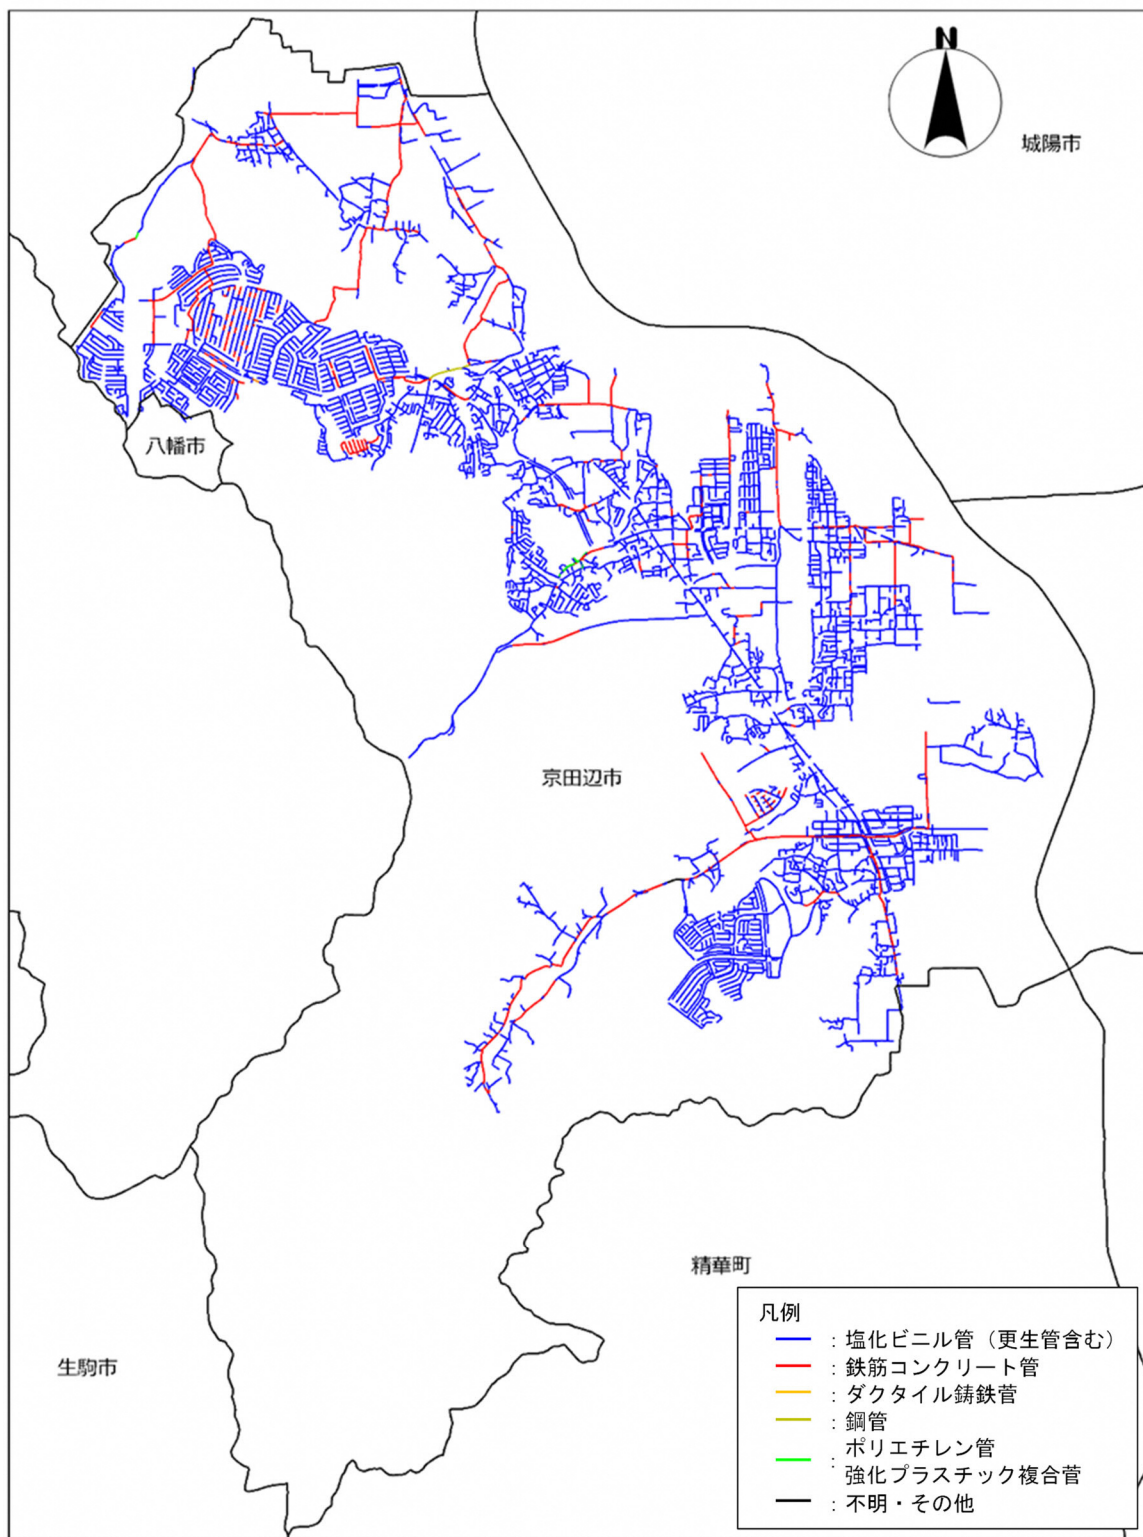 N
城陽市
八幡市
京田辺市
精華町
生駒市
凡例
：塩化ビニル管（更生管含む）
：鉄筋コンクリート管
：ダクタイル鋳鉄菅
：鋼管
ポリエチレン管
：
強化プラスチック複合菅
：不明・その他